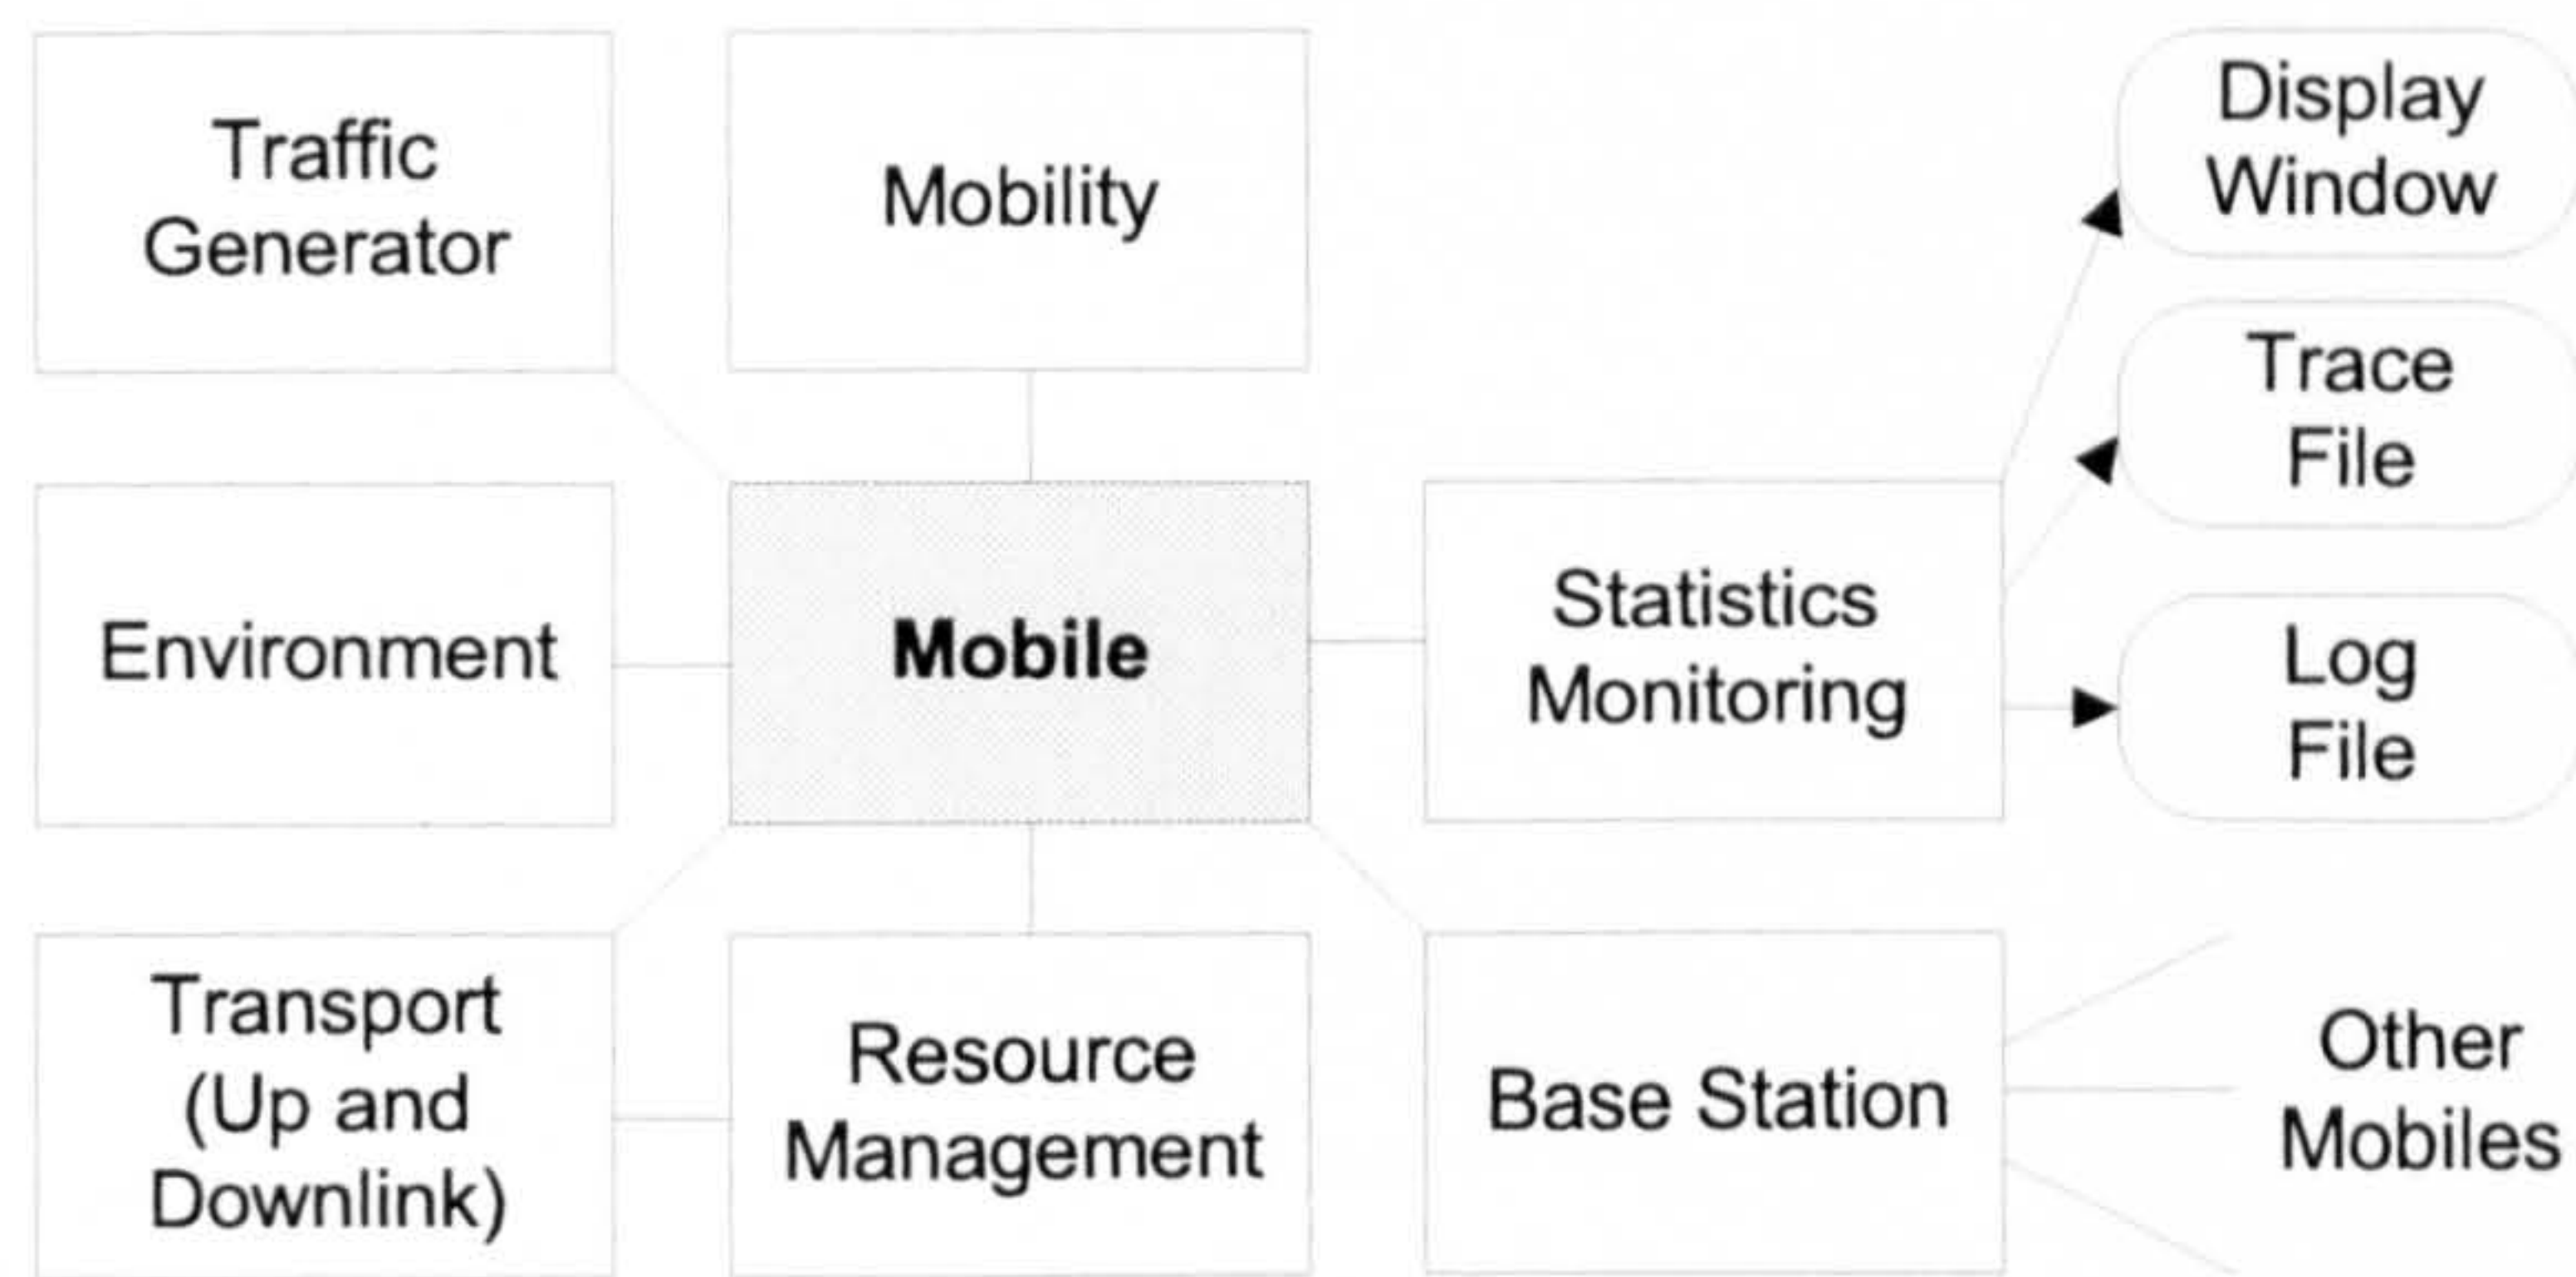 Traffic
Generator
Mobility
Display
Window
Trace
File
Environment
Mobile
Statistics
Monitoring
Log
File
Transport
(Up and
Downlink)
Resource
Management
Base Station
Other
Mobiles